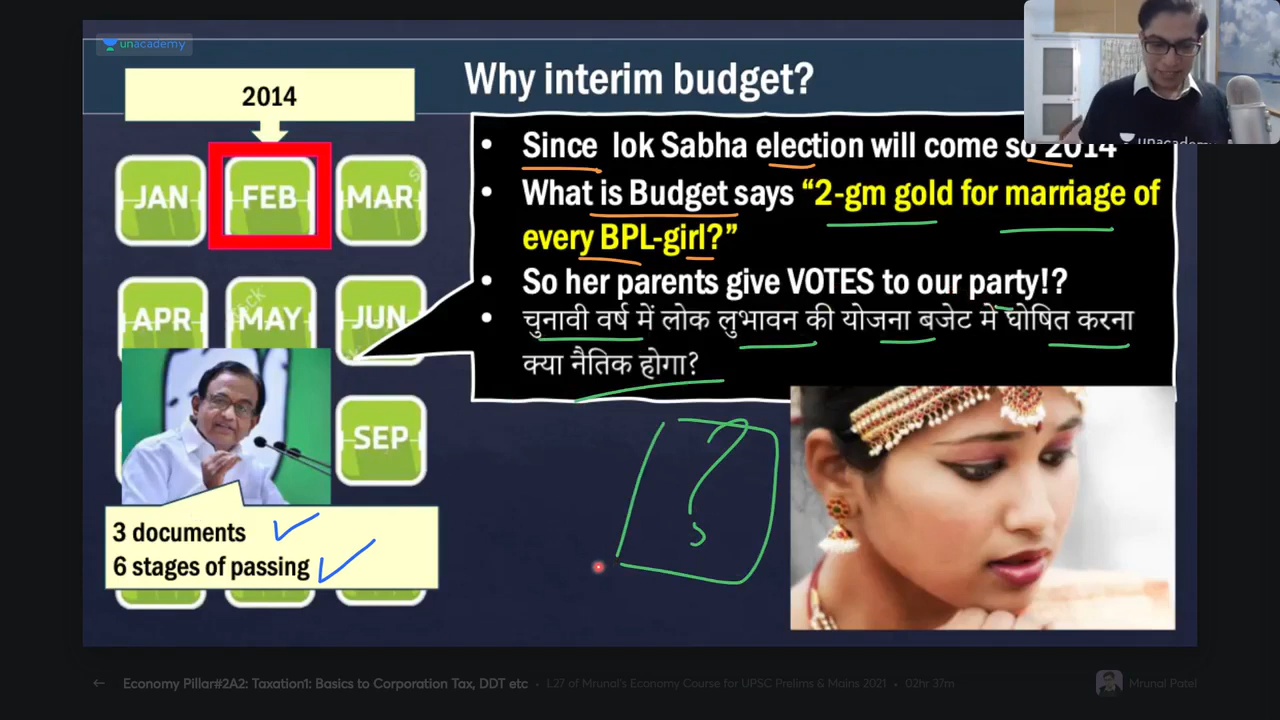 unacademy
Why interim budget?
2014
JAN
FEB
MAR
APR
MAY
JUN
SEP
• Since lok Sabha election will come so 2014
• What is Budget says “2-gm gold for marriage of
every BPL-girl?”
• So her parents give VOTES to our party!?
• चुनावी वर्ष में लोक लुभावन की योजना बजेट में घोषित करना
क्या नैतिक होगा?
?
3 documents
6 stages of passing
unacademy
← Economy Pillar#2A2: Taxation1: Basics to Corporation Tax, DDT etc • L27 of Mrunal's Economy Course for UPSC Prelims & Mains 2021 • 02hr 37m
Mrunal Patel